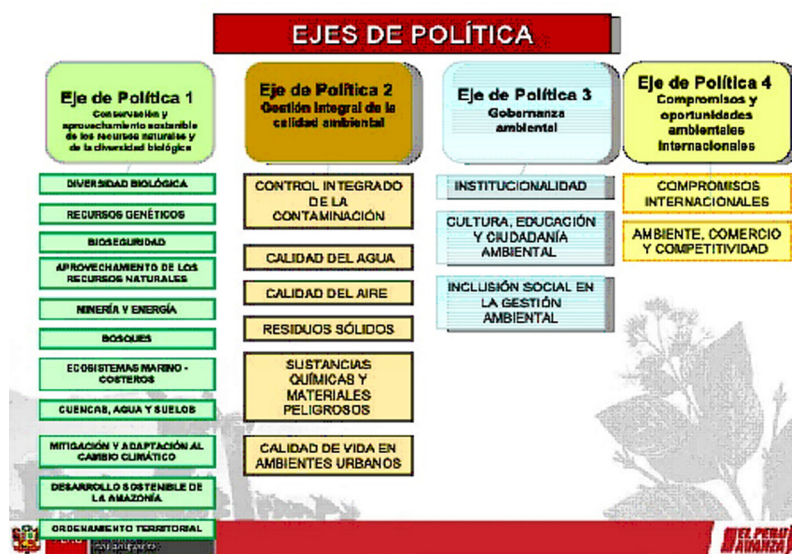 EJES DE POLÍTICA
Eje de Política 1
Conservación y
aprovechamiento sostenible
de los recursos naturales y
de la diversidad biológica
DIVERSIDAD BIOLÓGICA
RECURSOS GENÉTICOS
BIOSEGURIDAD
APROVECHAMIENTO DE LOS
RECURSOS NATURALES
MINERÍA Y ENERGÍA
BOSQUES
ECOSISTEMAS MARINO -
COSTEROS
CUENCAS, AGUA Y SUELOS
MITIGACIÓN Y ADAPTACIÓN AL
CAMBIO CLIMÁTICO
DESARROLLO SOSTENIBLE DE
LA AMAZONÍA
ORDENAMIENTO TERRITORIAL
Eje de Política 2
Gestión Integral de la
calidad ambiental
CONTROL INTEGRADO
DE LA
CONTAMINACIÓN
CALIDAD DEL AGUA
CALIDAD DEL AIRE
RESIDUOS SÓLIDOS
SUSTANCIAS
QUÍMICAS Y
MATERIALES
PELIGROSOS
CALIDAD DE VIDA EN
AMBIENTES URBANOS
Eje de Política 3
Gobernanza
ambiental
INSTITUCIONALIDAD
CULTURA, EDUCACIÓN
Y CIUDADANÍA
AMBIENTAL
INCLUSIÓN SOCIAL EN
LA GESTIÓN
AMBIENTAL
Eje de Política 4
Compromisos y
oportunidades
ambientales
Internacionales
COMPROMISOS
INTERNACIONALES
AMBIENTE, COMERCIO
Y COMPETITIVIDAD
EL PERÚ
AVANZA